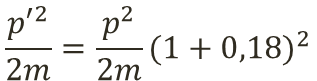 p′²/2m = p²/2m (1 + 0,18)²